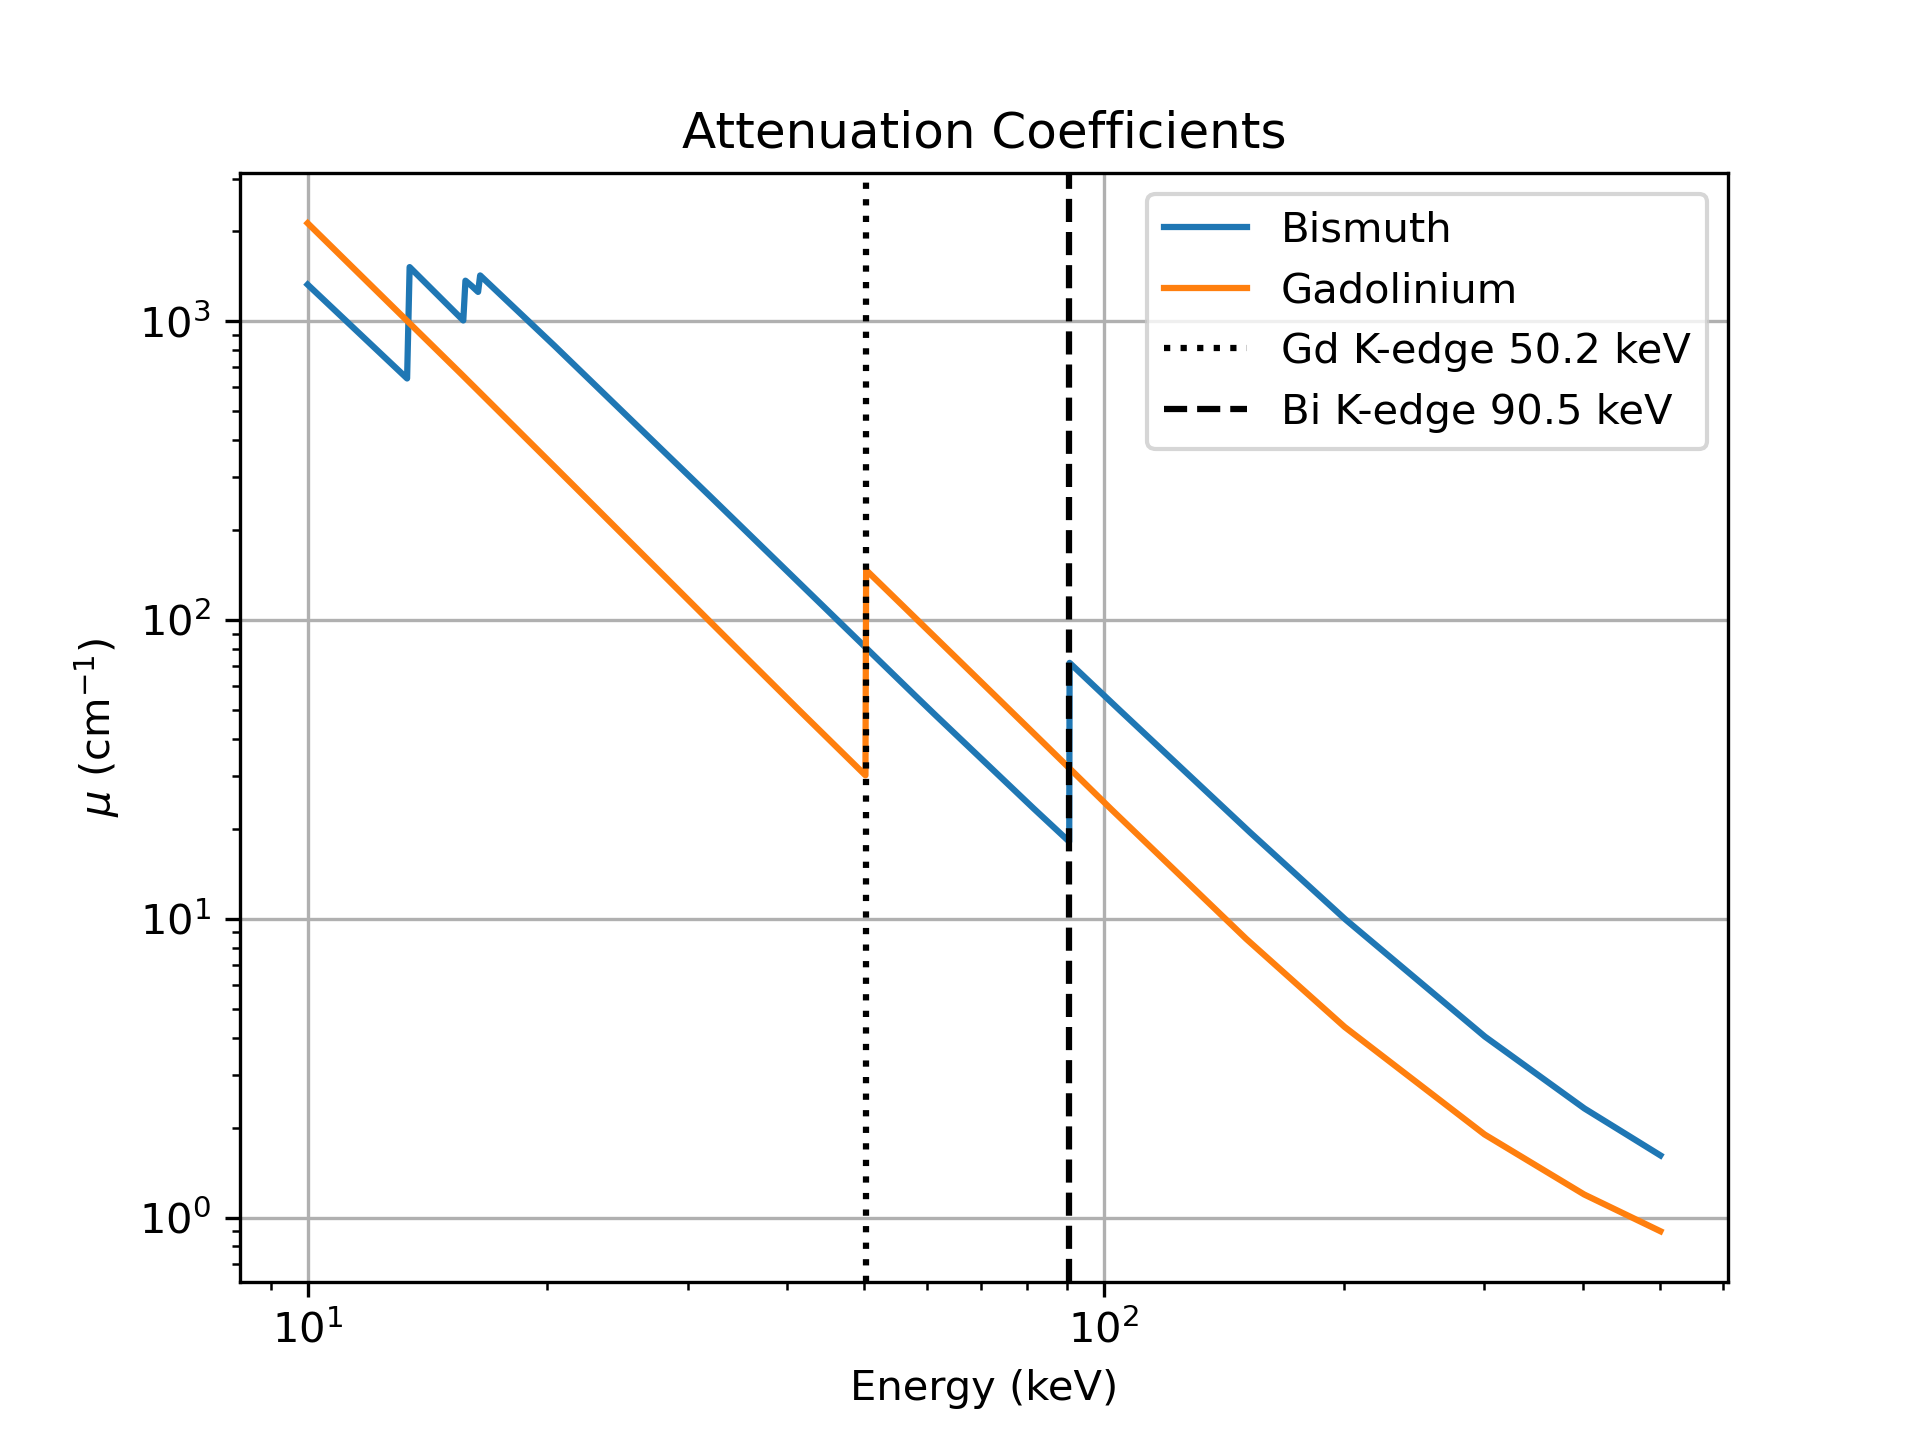 Attenuation Coefficients
Bismuth
Gadolinium
Gd K-edge 50.2 keV
Bi K-edge 90.5 keV
10³
10²
10¹
10⁰
μ (cm⁻¹)
10¹ 10²
Energy (keV)